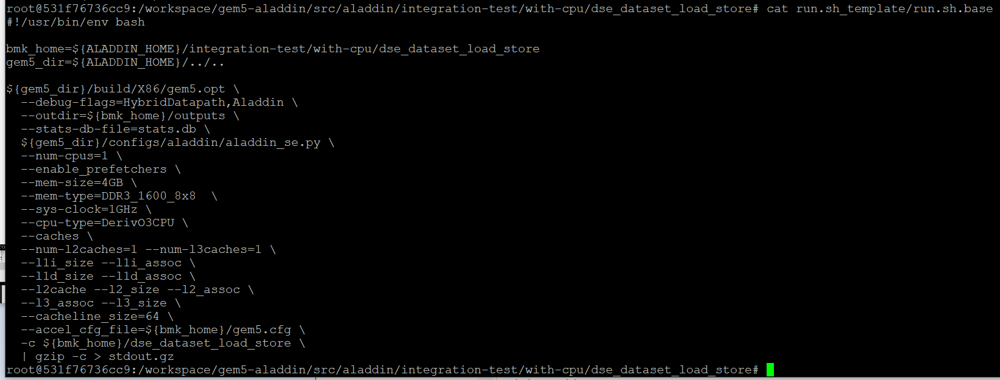 root@531f76736cc9:/workspace/gem5-aladdin/src/aladdin/integration-test/with-cpu/dse_dataset_load_store# cat run.sh_template/run.sh.base
#!/usr/bin/env bash
bmk_home=${ALADDIN_HOME}/integration-test/with-cpu/dse_dataset_load_store
gem5_dir=${ALADDIN_HOME}/../..
${gem5_dir}/build/X86/gem5.opt \
--debug-flags=HybridDatapath,Aladdin \
--outdir=${bmk_home}/outputs \
--stats-db-file=stats.db \
${gem5_dir}/configs/aladdin/aladdin_se.py \
--num-cpus=1 \
--enable_prefetchers \
--mem-size=4GB \
--mem-type=DDR3_1600_8x8  \
--sys-clock=1GHz \
--cpu-type=DerivO3CPU \
--caches \
--num-l2caches=1 --num-l3caches=1 \
--l1i_size --l1i_assoc \
--l1d_size --l1d_assoc \
--l2cache --l2_size --l2_assoc \
--l3_assoc --l3_size \
--cacheline_size=64 \
--accel_cfg_file=${bmk_home}/gem5.cfg \
-c ${bmk_home}/dse_dataset_load_store \
| gzip -c > stdout.gz
root@531f76736cc9:/workspace/gem5-aladdin/src/aladdin/integration-test/with-cpu/dse_dataset_load_store#